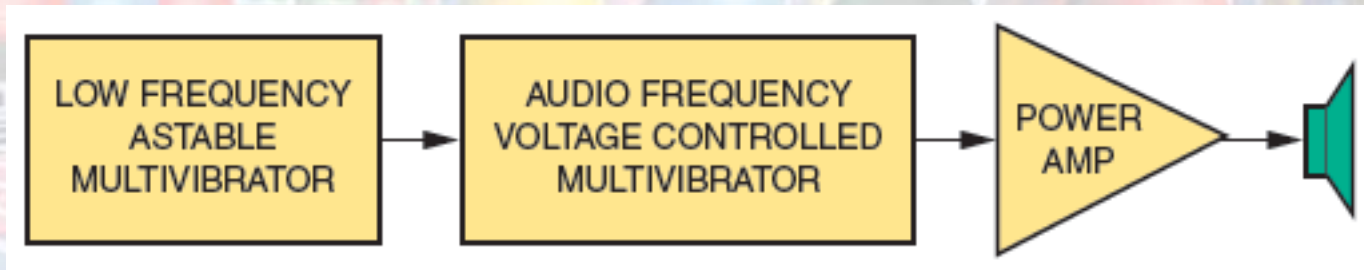 LOW FREQUENCY
ASTABLE
MULTIVIBRATOR
AUDIO FREQUENCY
VOLTAGE CONTROLLED
MULTIVIBRATOR
POWER
AMP